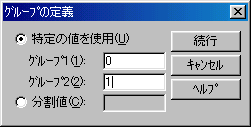 ｸﾞﾙｰﾌﾟの定義
特定の値を使用(U)
続行
ｸﾞﾙｰﾌﾟ1(1): 0
ｷｬﾝｾﾙ
ｸﾞﾙｰﾌﾟ2(2): 1
ﾍﾙﾌﾟ
分割値(C):